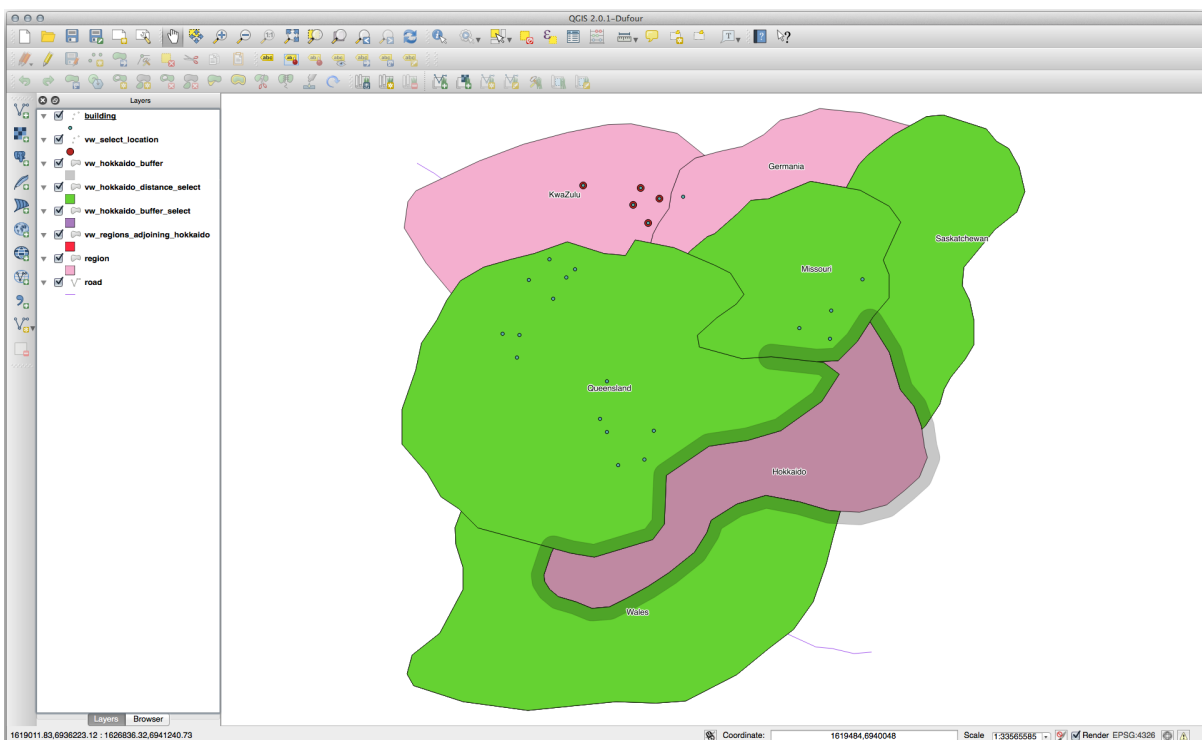 QGIS 2.0.1-Dufour
Layers
building
vw_select_location
vw_hokkaido_buffer
vw_hokkaido_distance_select
vw_hokkaido_buffer_select
vw_regions_adjoining_hokkaido
region
road
Germania
KwaZulu
Saskatchewan
Missouri
Queensland
Hokkaido
Wales
Layers
Browser
1619011.83,6936223.12 : 1626836.32,6941240.73
Coordinate:
1619484,6940048
Scale
1:33565585
Render
EPSG:4326